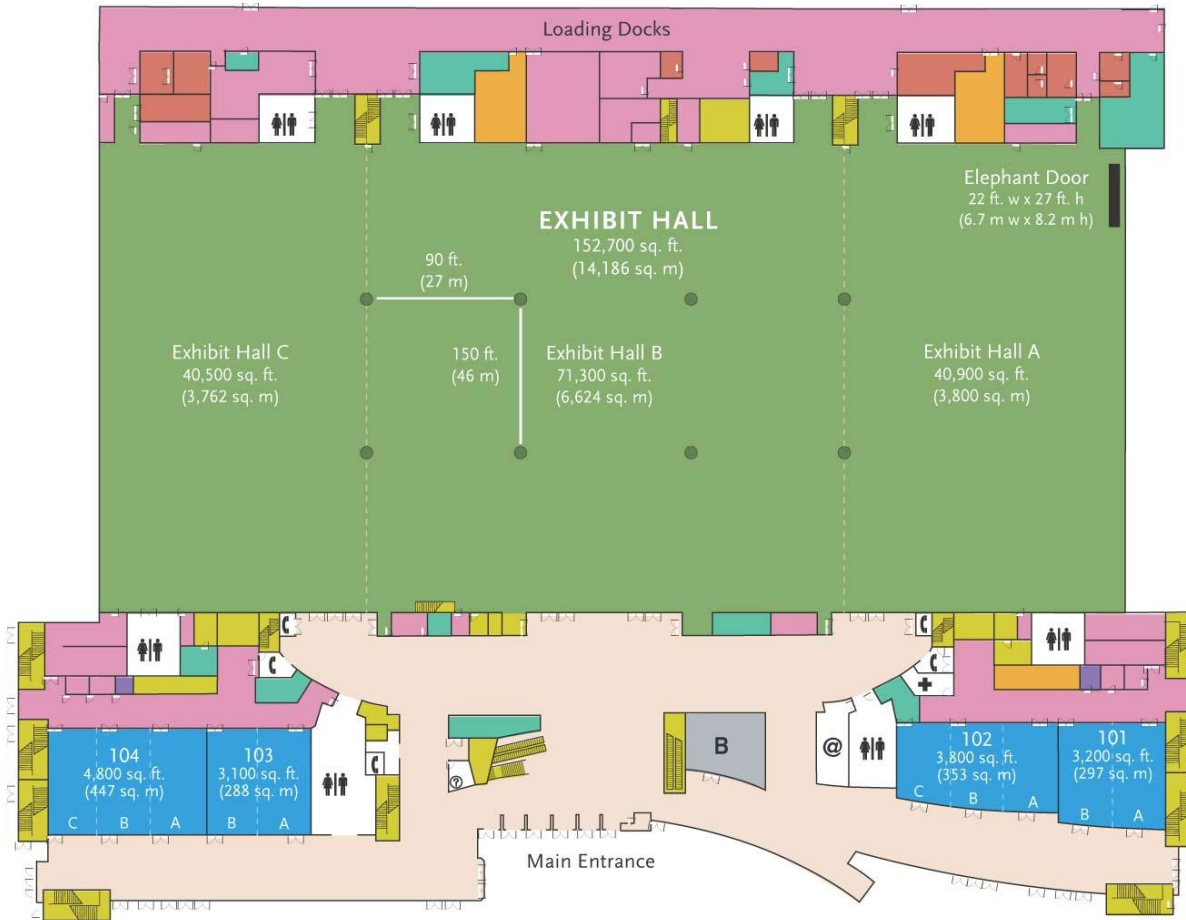 Loading Docks
Elephant Door
22 ft. w x 27 ft. h
(6.7 m w x 8.2 m h)
EXHIBIT HALL
152,700 sq. ft.
(14,186 sq. m)
90 ft.
(27 m)
150 ft.
(46 m)
Exhibit Hall C
40,500 sq. ft.
(3,762 sq. m)
Exhibit Hall B
71,300 sq. ft.
(6,624 sq. m)
Exhibit Hall A
40,900 sq. ft.
(3,800 sq. m)
104
4,800 sq. ft.
(447 sq. m)
C B A
103
3,100 sq. ft.
(288 sq. m)
B A
?
B
@
102
3,800 sq. ft.
(353 sq. m)
C B A
101
3,200 sq. ft.
(297 sq. m)
B A
Main Entrance